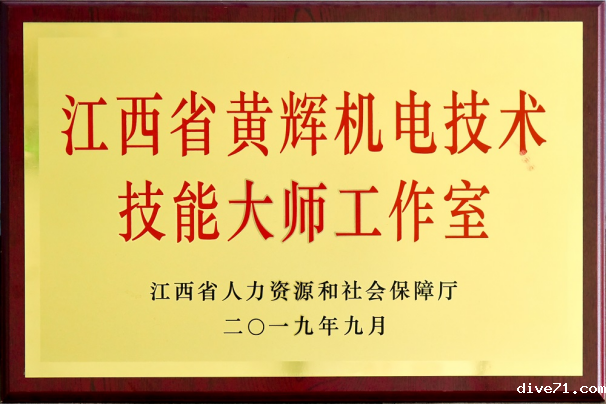 江西省黄辉机电技术
技能大师工作室
江西省人力资源和社会保障厅
二〇一九年九月
dive71.com